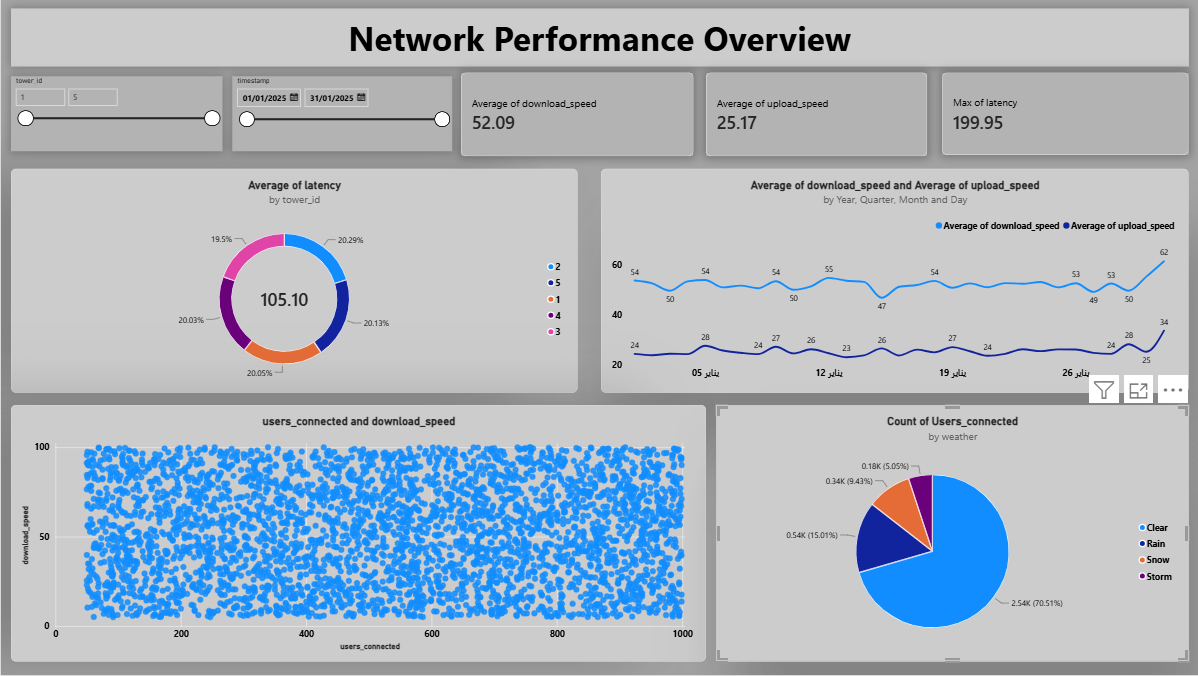 Network Performance Overview
tower_id
1
5
timestamp
01/01/2025
31/01/2025
Average of download_speed
52.09
Average of upload_speed
25.17
Max of latency
199.95
Average of latency
by tower_id
19.5%
20.29%
20.03%
20.13%
20.05%
105.10
2
5
1
4
3
Average of download_speed and Average of upload_speed
by Year, Quarter, Month and Day
Average of download_speed
Average of upload_speed
60
40
20
54
50
54
54
50
55
47
54
53
49
53
50
62
24
28
24
27
26
23
26
27
24
24
28
25
34
05 يناير
12 يناير
19 يناير
26 يناير
users_connected and download_speed
download_speed
100
50
0
0
200
400
600
800
1000
users_connected
Count of Users_connected
by weather
0.18K (5.05%)
0.34K (9.43%)
0.54K (15.01%)
2.54K (70.51%)
Clear
Rain
Snow
Storm